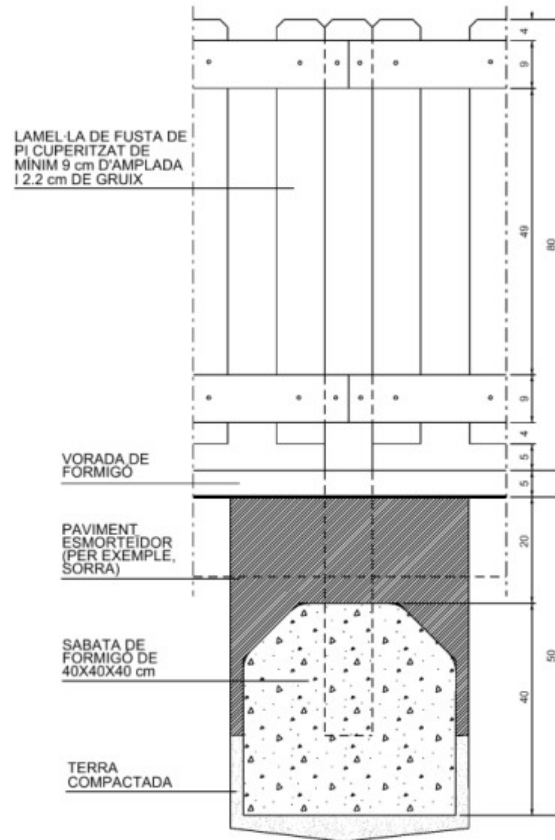 4
9
LAMEL·LA DE FUSTA DE
PI CUPERITZAT DE
MÍNIM 9 cm D'AMPLADA
I 2.2 cm DE GRUIX
49
80
9
4
5
VORADA DE
FORMIGÓ
5
PAVIMENT
ESMORTEÏDOR
(PER EXEMPLE,
SORRA)
20
SABATA DE
FORMIGÓ DE
40X40X40 cm
50
40
TERRA
COMPACTADA